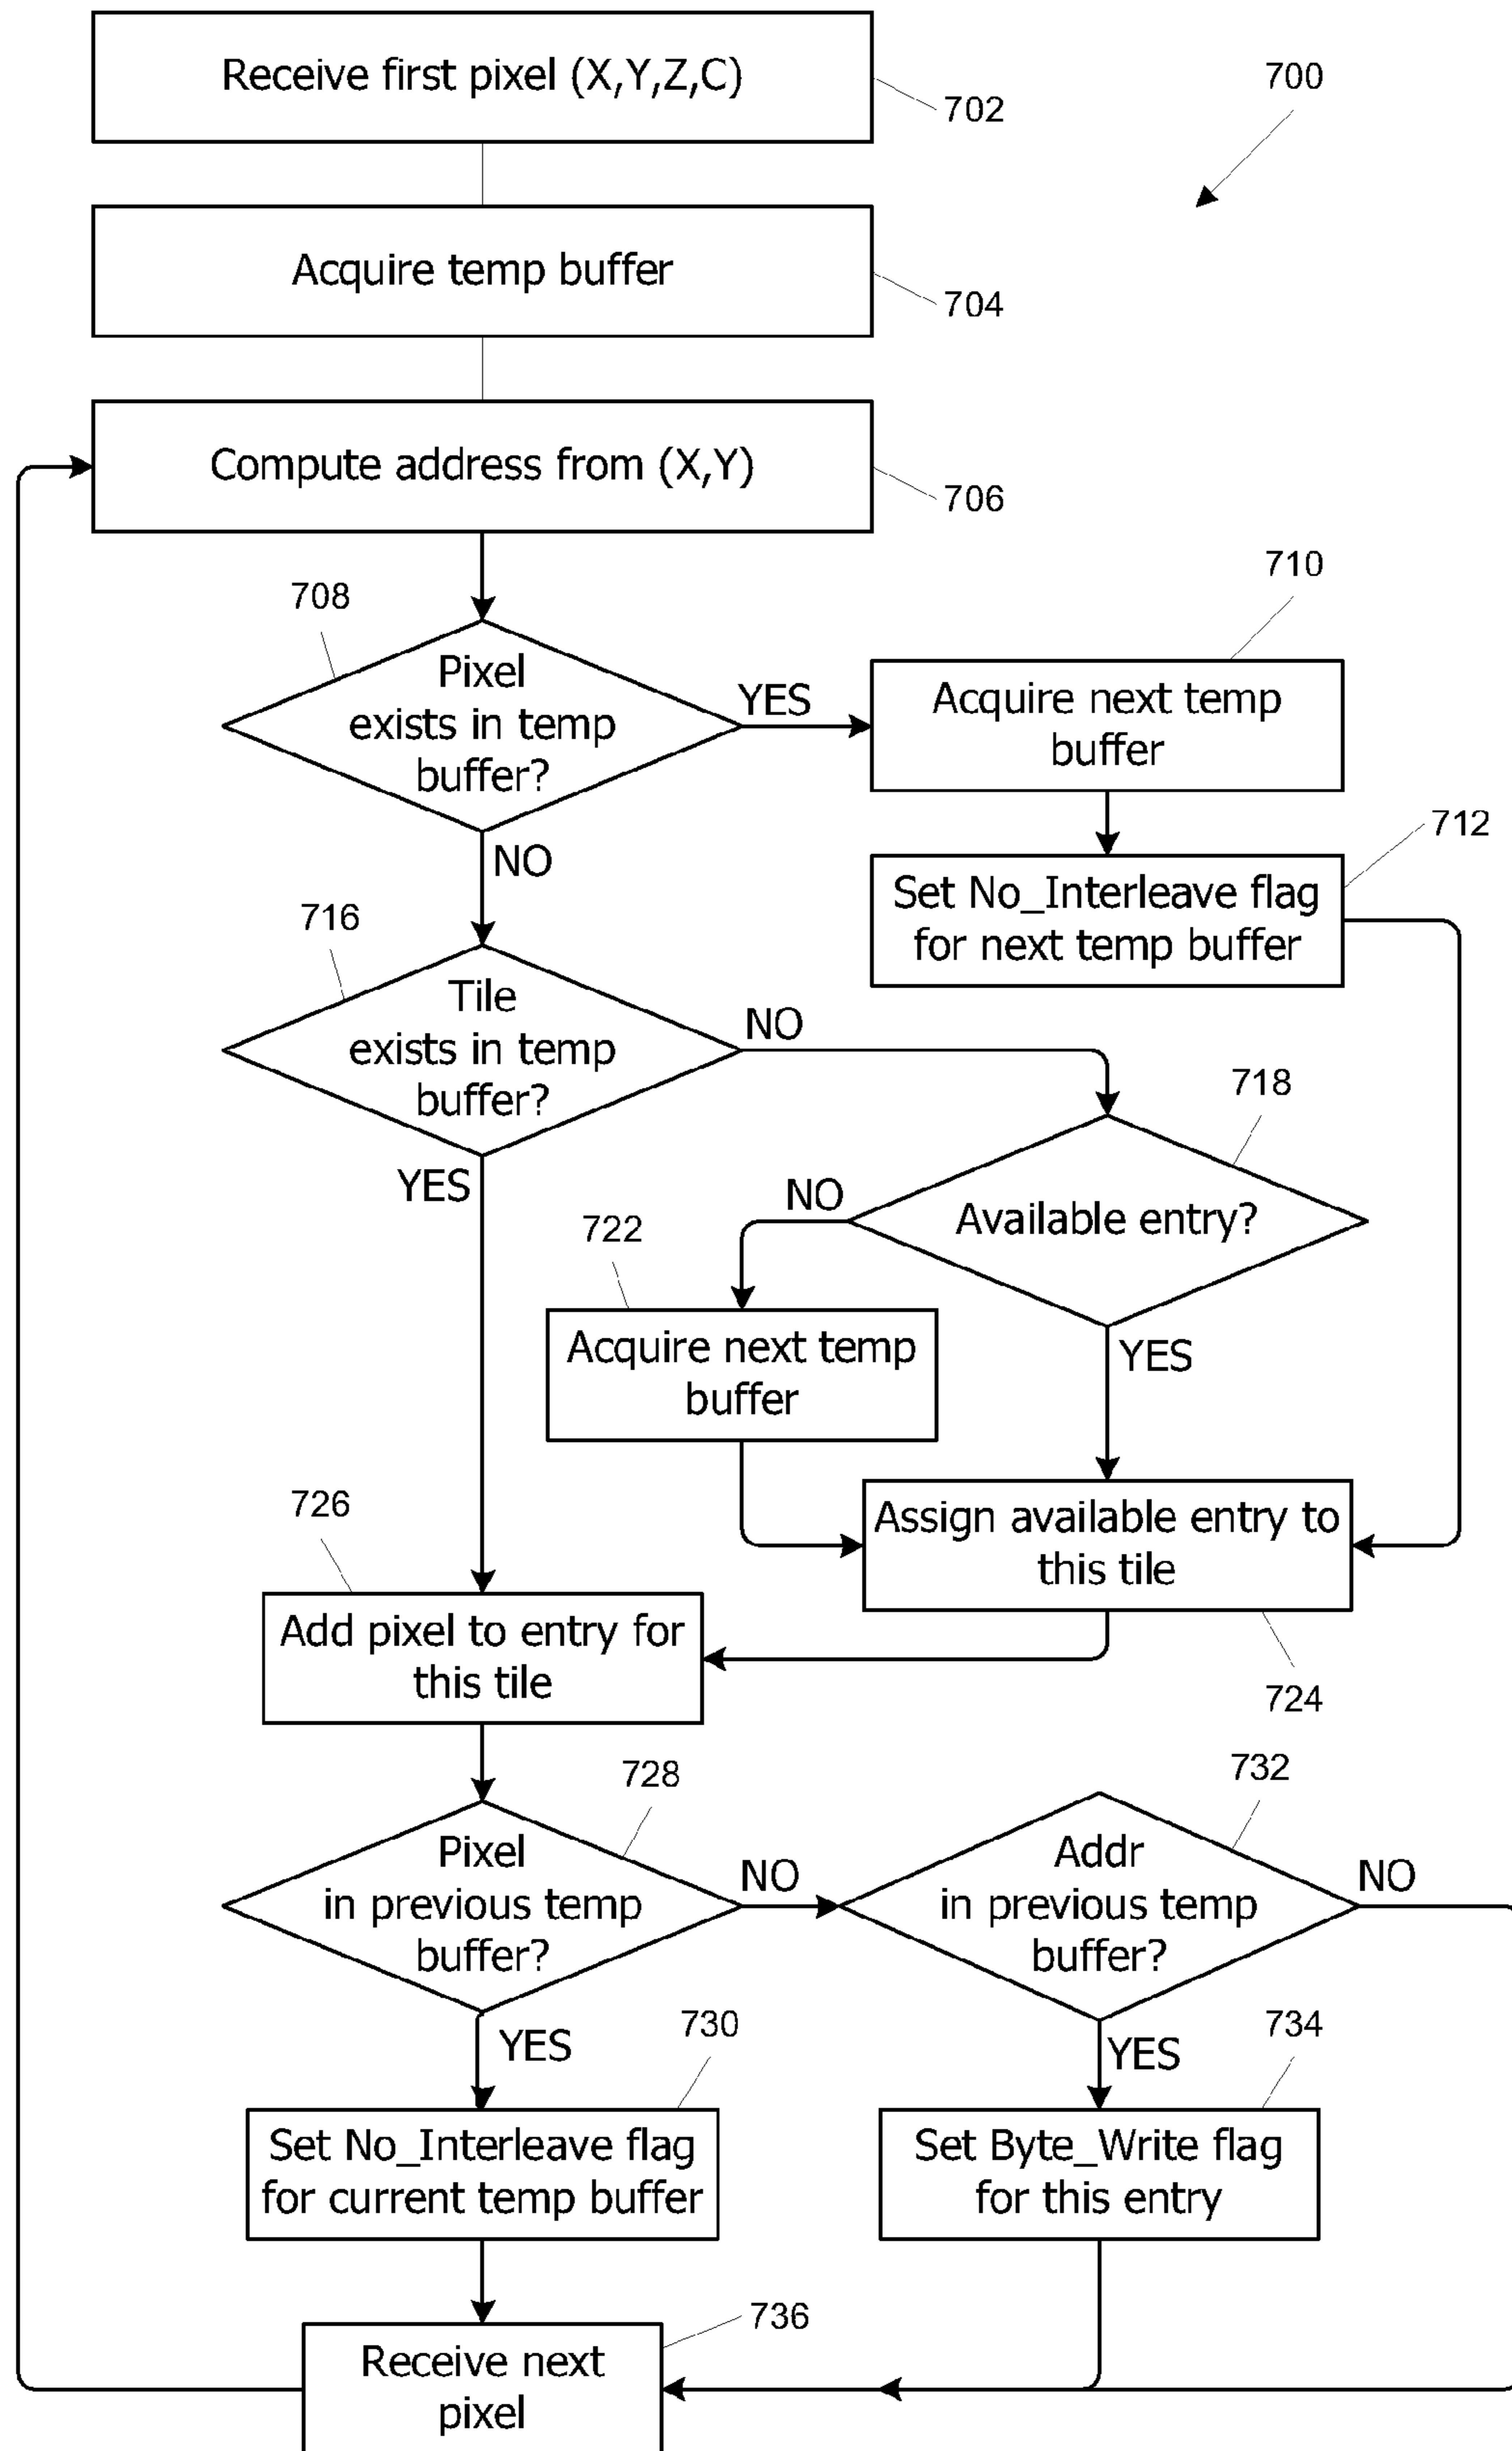 Receive first pixel (X,Y,Z,C)
702
700
Acquire temp buffer
704
Compute address from (X,Y)
706
708
Pixel
exists in temp
buffer?
YES
NO
710
Acquire next temp
buffer
712
Set No_Interleave flag
for next temp buffer
716
Tile
exists in temp
buffer?
NO
YES
718
Available entry?
NO
YES
722
Acquire next temp
buffer
Assign available entry to
this tile
724
726
Add pixel to entry for
this tile
728
Pixel
in previous temp
buffer?
NO
YES
732
Addr
in previous temp
buffer?
NO
YES
730
Set No_Interleave flag
for current temp buffer
734
Set Byte_Write flag
for this entry
736
Receive next
pixel